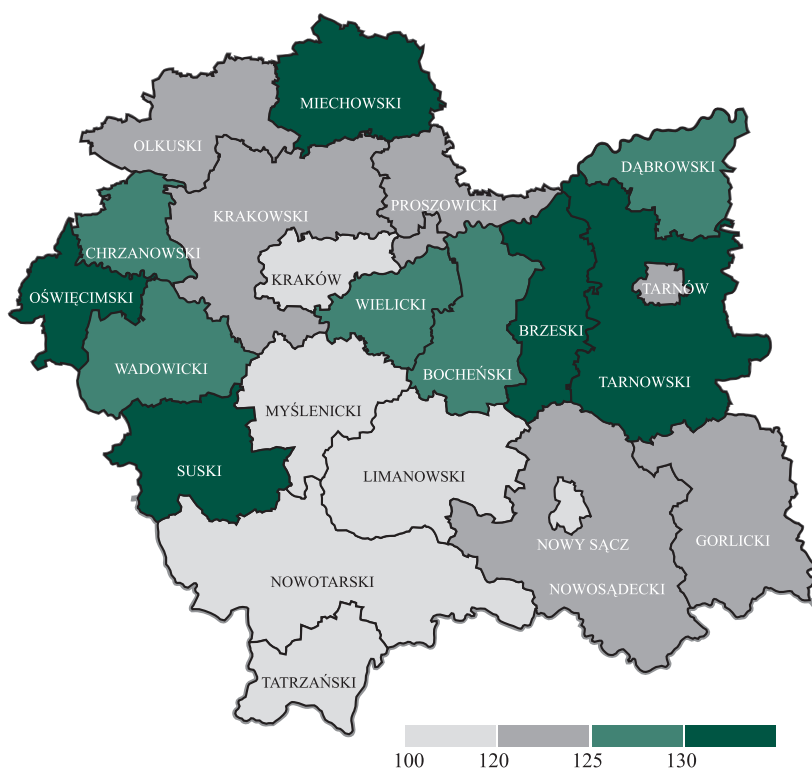 MIECHOWSKI
OLKUSKI
DĄBROWSKI
PROSZOWICKI
KRAKOWSKI
CHRZANOWSKI
KRAKÓW
TARNÓW
OŚWIĘCIMSKI
WIELICKI
BRZESKI
WADOWICKI
BOCHEŃSKI
TARNOWSKI
MYŚLENICKI
SUSKI
LIMANOWSKI
GORLICKI
NOWY SĄCZ
NOWOTARSKI
NOWOSĄDECKI
TATRZAŃSKI
100 120 125 130